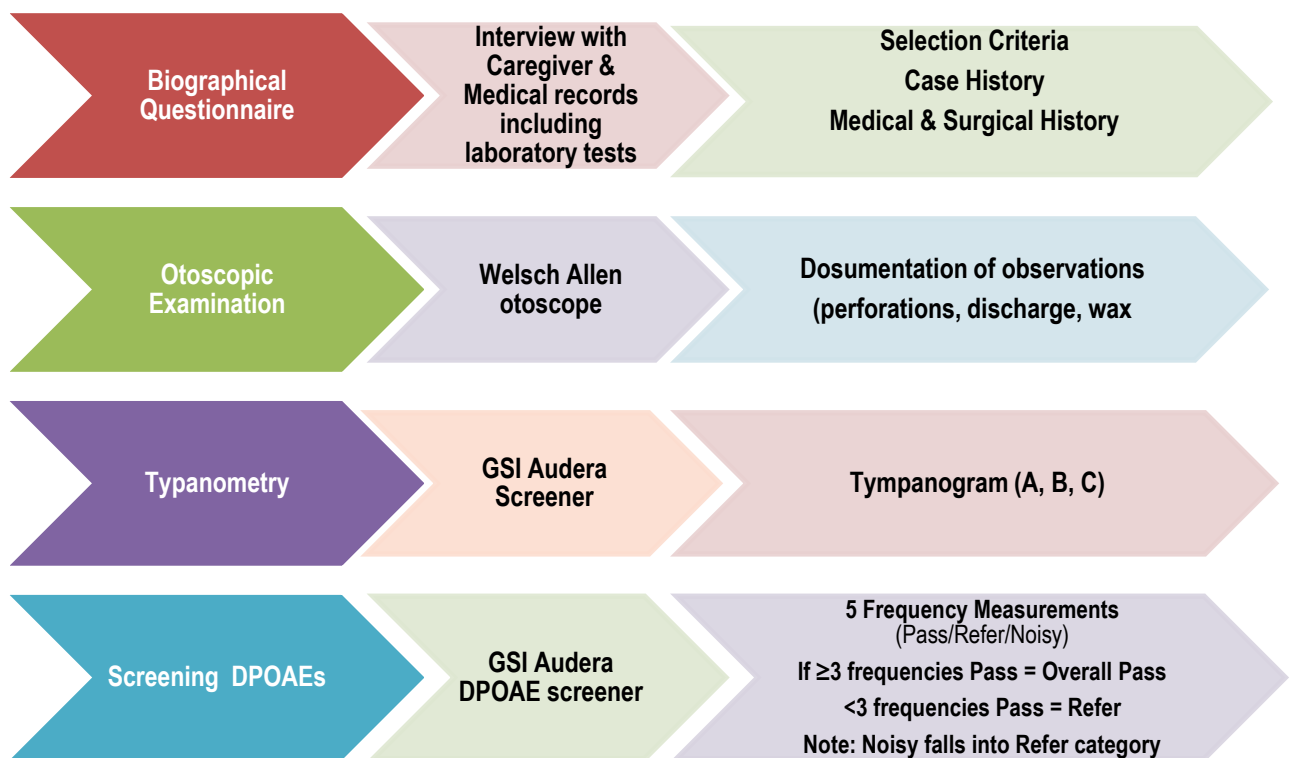 Biographical
Questionnaire
Interview with
Caregiver &
Medical records
including
laboratory tests
Selection Criteria
Case History
Medical & Surgical History
Otoscopic
Examination
Welsch Allen
otoscope
Dosumentation of observations
(perforations, discharge, wax
Typanometry
GSI Audera
Screener
Tympanogram (A, B, C)
Screening DPOAEs
GSI Audera
DPOAE screener
5 Frequency Measurements
(Pass/Refer/Noisy)
If ≥3 frequencies Pass = Overall Pass
<3 frequencies Pass = Refer
Note: Noisy falls into Refer category